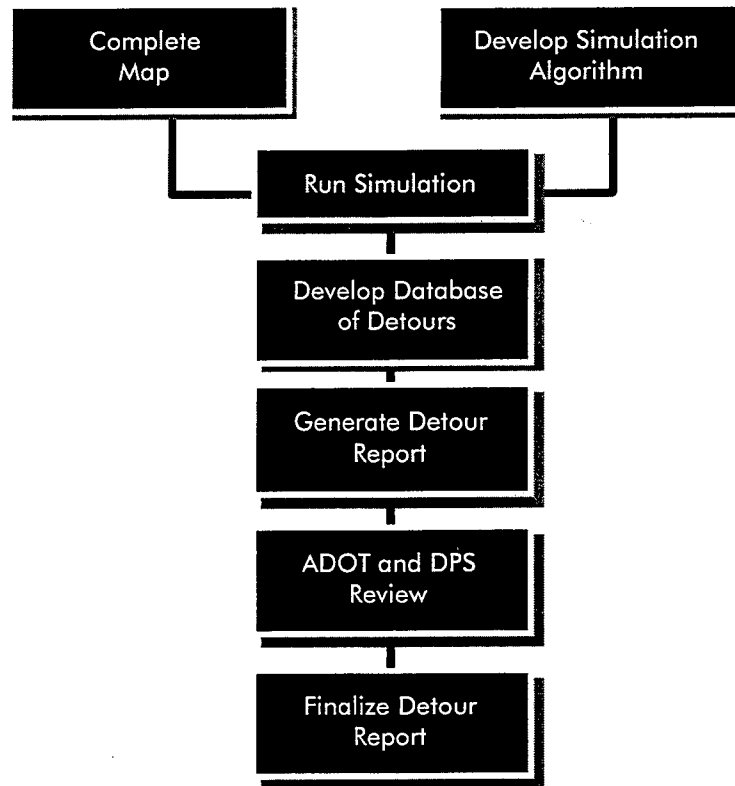 Complete
Map
Develop Simulation
Algorithm
Run Simulation
Develop Database
of Detours
Generate Detour
Report
ADOT and DPS
Review
Finalize Detour
Report